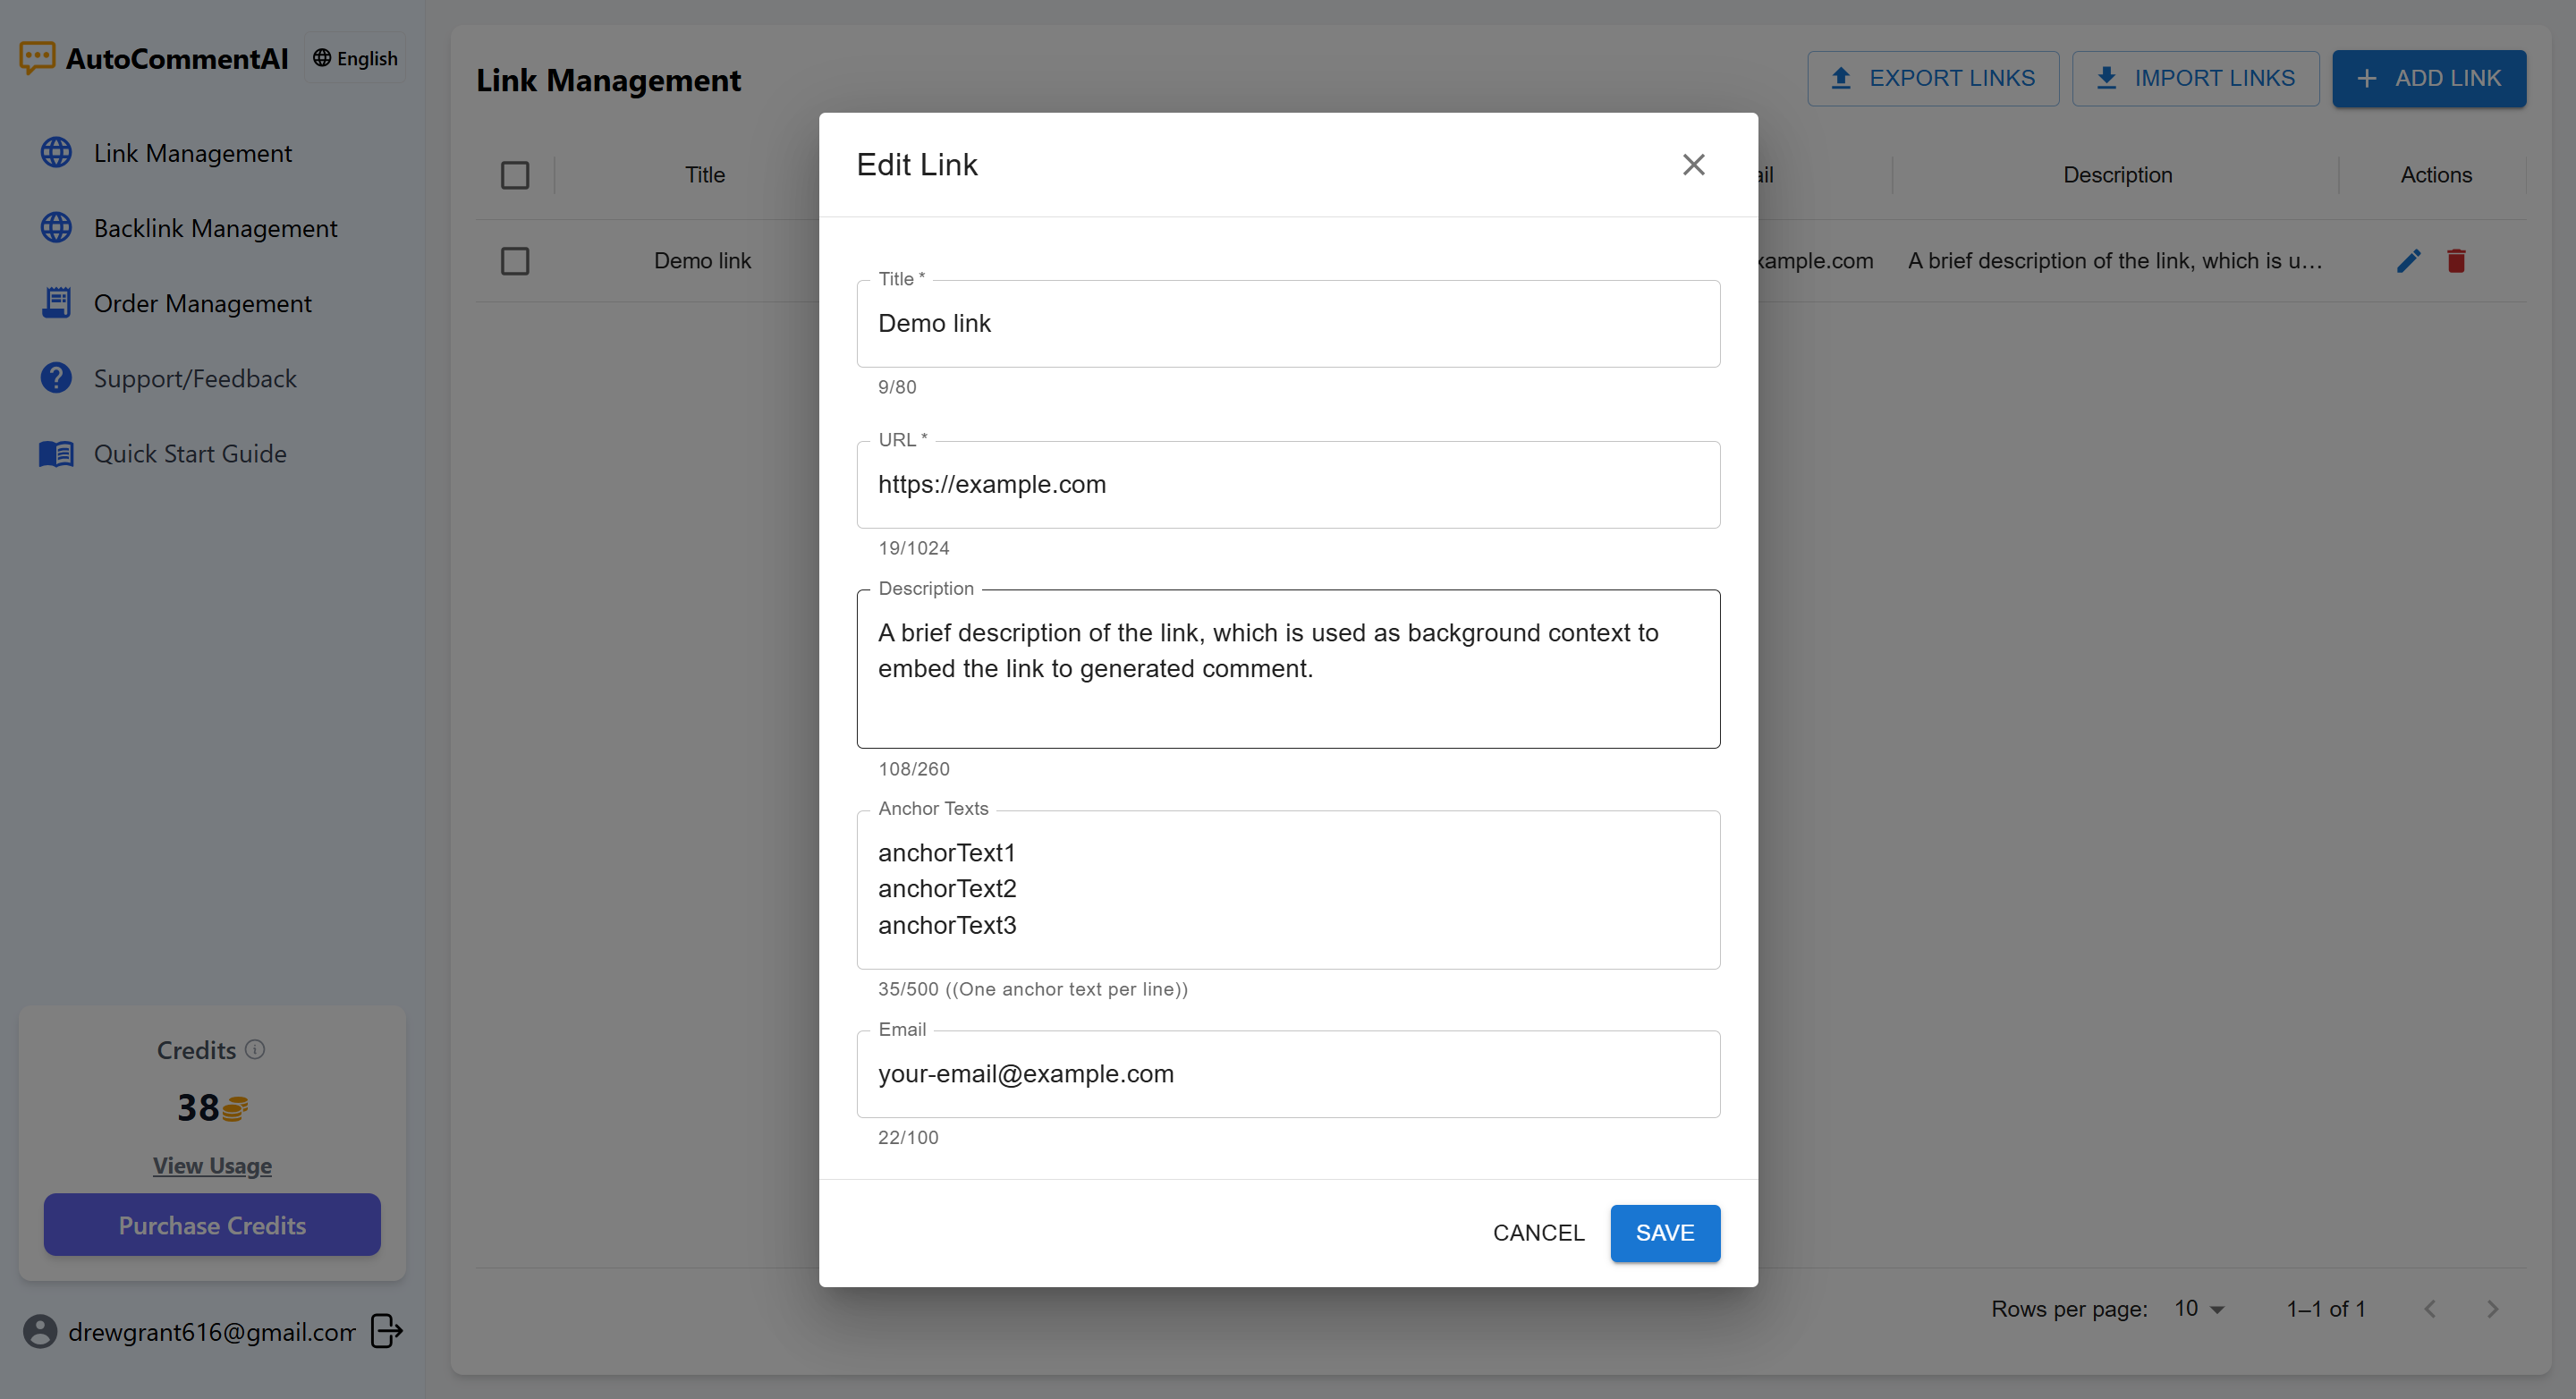 AutoCommentAI
English
Link Management
Backlink Management
Order Management
Support/Feedback
Quick Start Guide
Credits
38
View Usage
Purchase Credits
drewgrant616@gmail.com
Link Management
EXPORT LINKS
IMPORT LINKS
ADD LINK
Title
ail
Description
Actions
Demo link
xample.com
A brief description of the link, which is u...
Edit Link
Title *
Demo link
9/80
URL *
https://example.com
19/1024
Description
A brief description of the link, which is used as background context to
embed the link to generated comment.
108/260
Anchor Texts
anchorText1
anchorText2
anchorText3
35/500 ((One anchor text per line))
Email
your-email@example.com
22/100
CANCEL
SAVE
Rows per page:
10
1–1 of 1